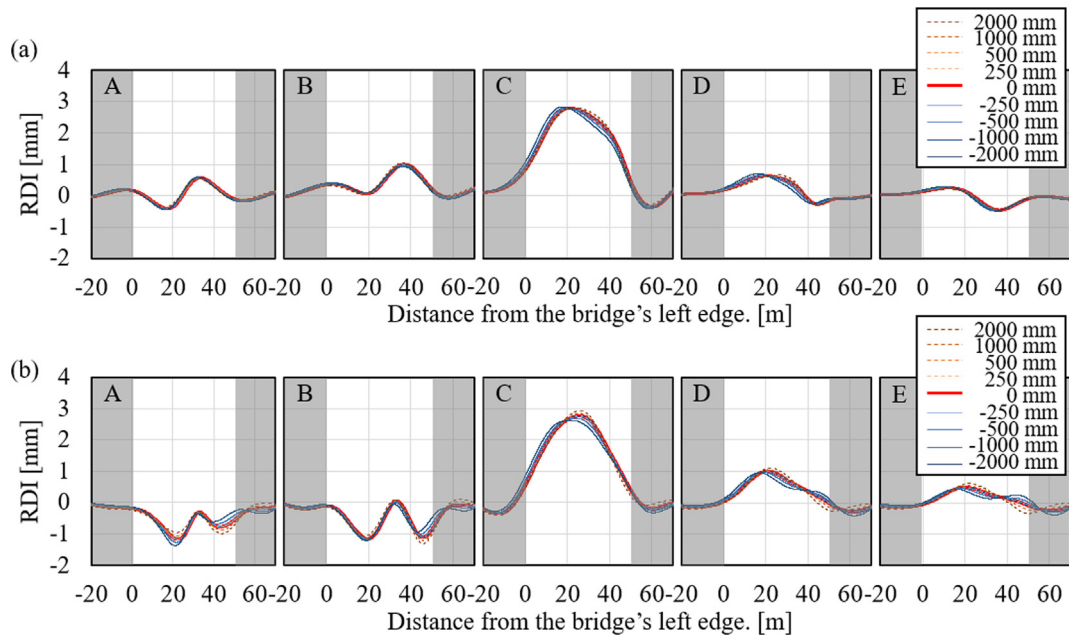 (a)
2000 mm
1000 mm
500 mm
250 mm
0 mm
-250 mm
-500 mm
-1000 mm
-2000 mm
RDI [mm]
4
3
2
1
0
-1
-2
A
B
C
D
E
-20 0 20 40 60 -20 0 20 40 60 -20 0 20 40 60 -20 0 20 40 60 -20 0 20 40 60
Distance from the bridge's left edge. [m]
(b)
2000 mm
1000 mm
500 mm
250 mm
0 mm
-250 mm
-500 mm
-1000 mm
-2000 mm
RDI [mm]
4
3
2
1
0
-1
-2
A
B
C
D
E
-20 0 20 40 60 -20 0 20 40 60 -20 0 20 40 60 -20 0 20 40 60 -20 0 20 40 60
Distance from the bridge's left edge. [m]